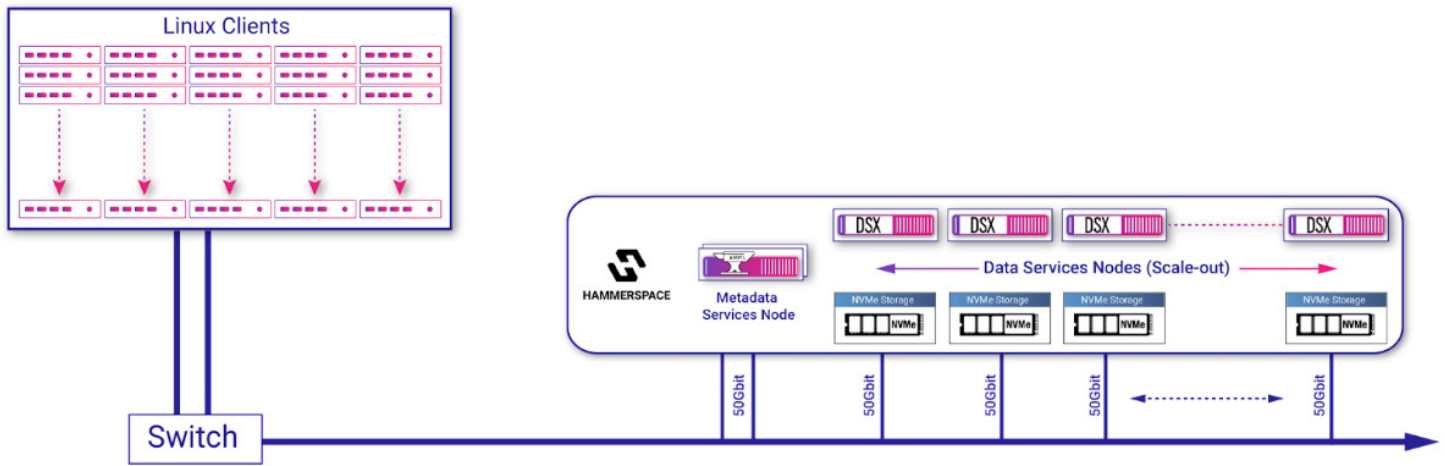 Linux Clients
DSX
DSX
DSX
DSX
ANVIL
HAMMERSPACE
Metadata
Services Node
Data Services Nodes (Scale-out)
NVMe Storage
NVMe Storage
NVMe Storage
NVMe Storage
NVMe
NVMe
NVMe
NVMe
50Gbit
50Gbit
50Gbit
50Gbit
50Gbit
Switch